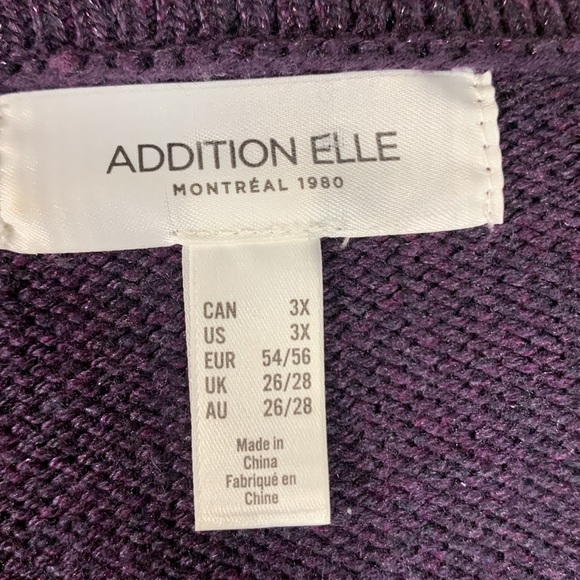 ADDITION ELLE
MONTRÉAL 1980
CAN 3X
US 3X
EUR 54/56
UK 26/28
AU 26/28
Made in
China
Fabriqué en
Chine